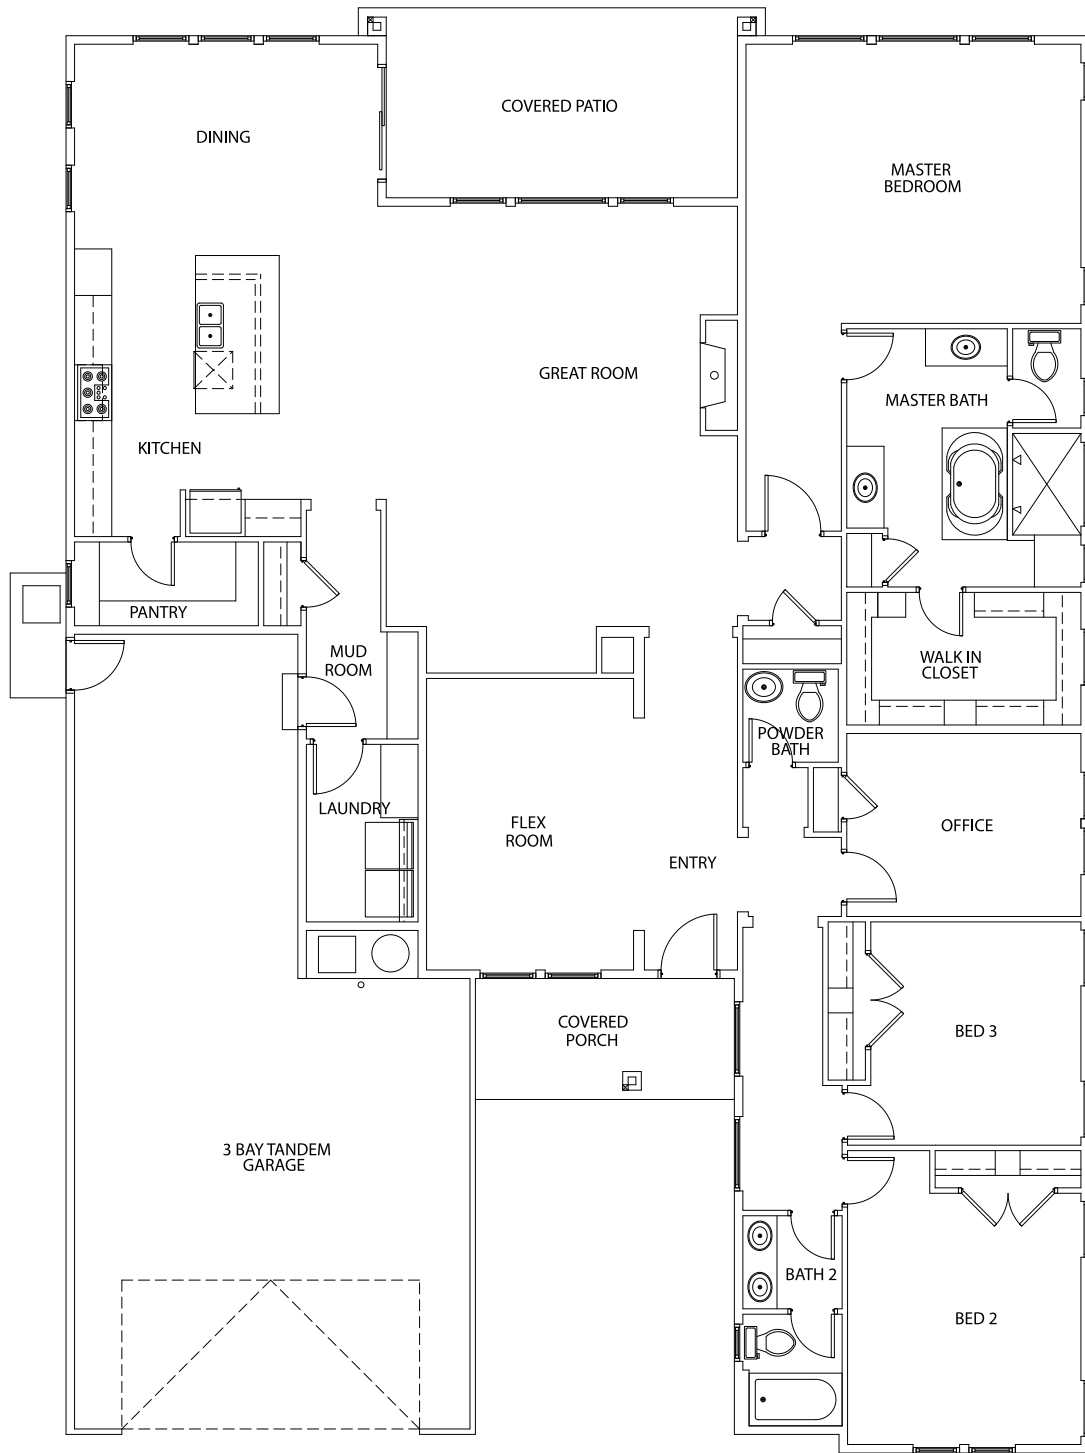 COVERED PATIO
DINING
MASTER
BEDROOM
GREAT ROOM
MASTER BATH
KITCHEN
PANTRY
MUD
ROOM
WALK IN
CLOSET
POWDER
BATH
LAUNDRY
FLEX
ROOM
OFFICE
ENTRY
COVERED
PORCH
BED 3
3 BAY TANDEM
GARAGE
BATH 2
BED 2